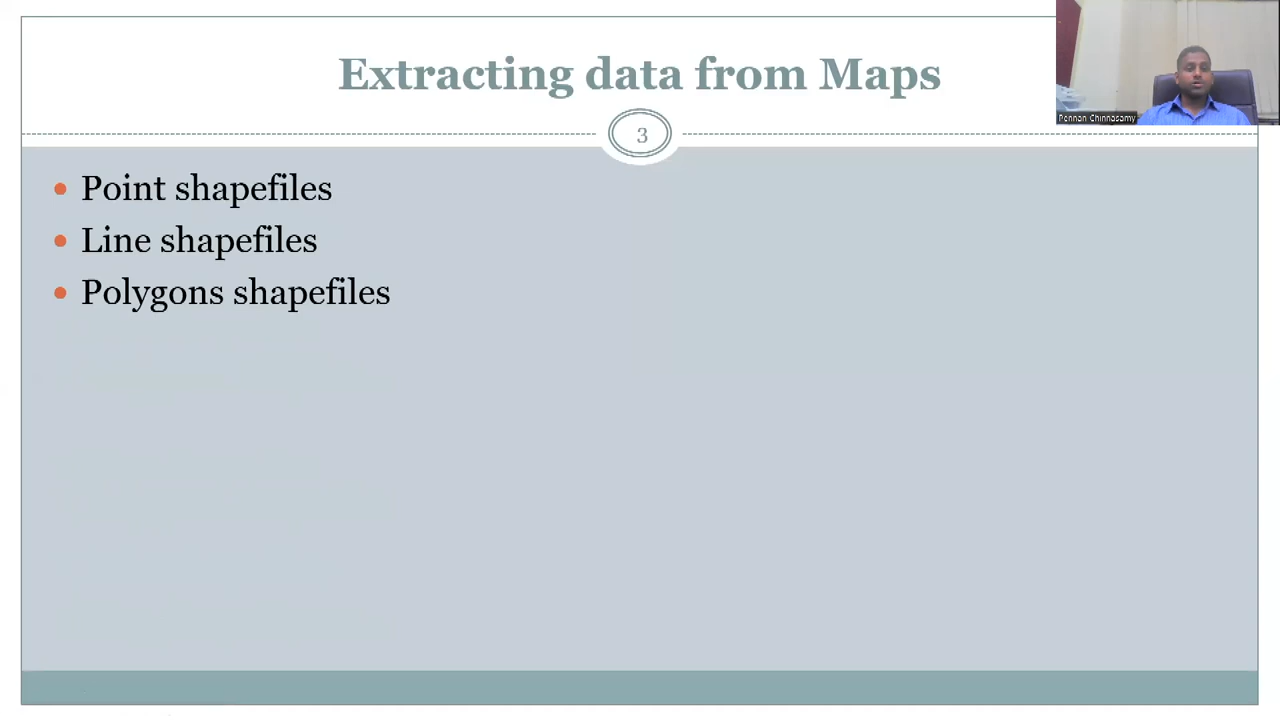 Extracting data from Maps
Pennan Chinnasamy
3
Point shapefiles
Line shapefiles
Polygons shapefiles